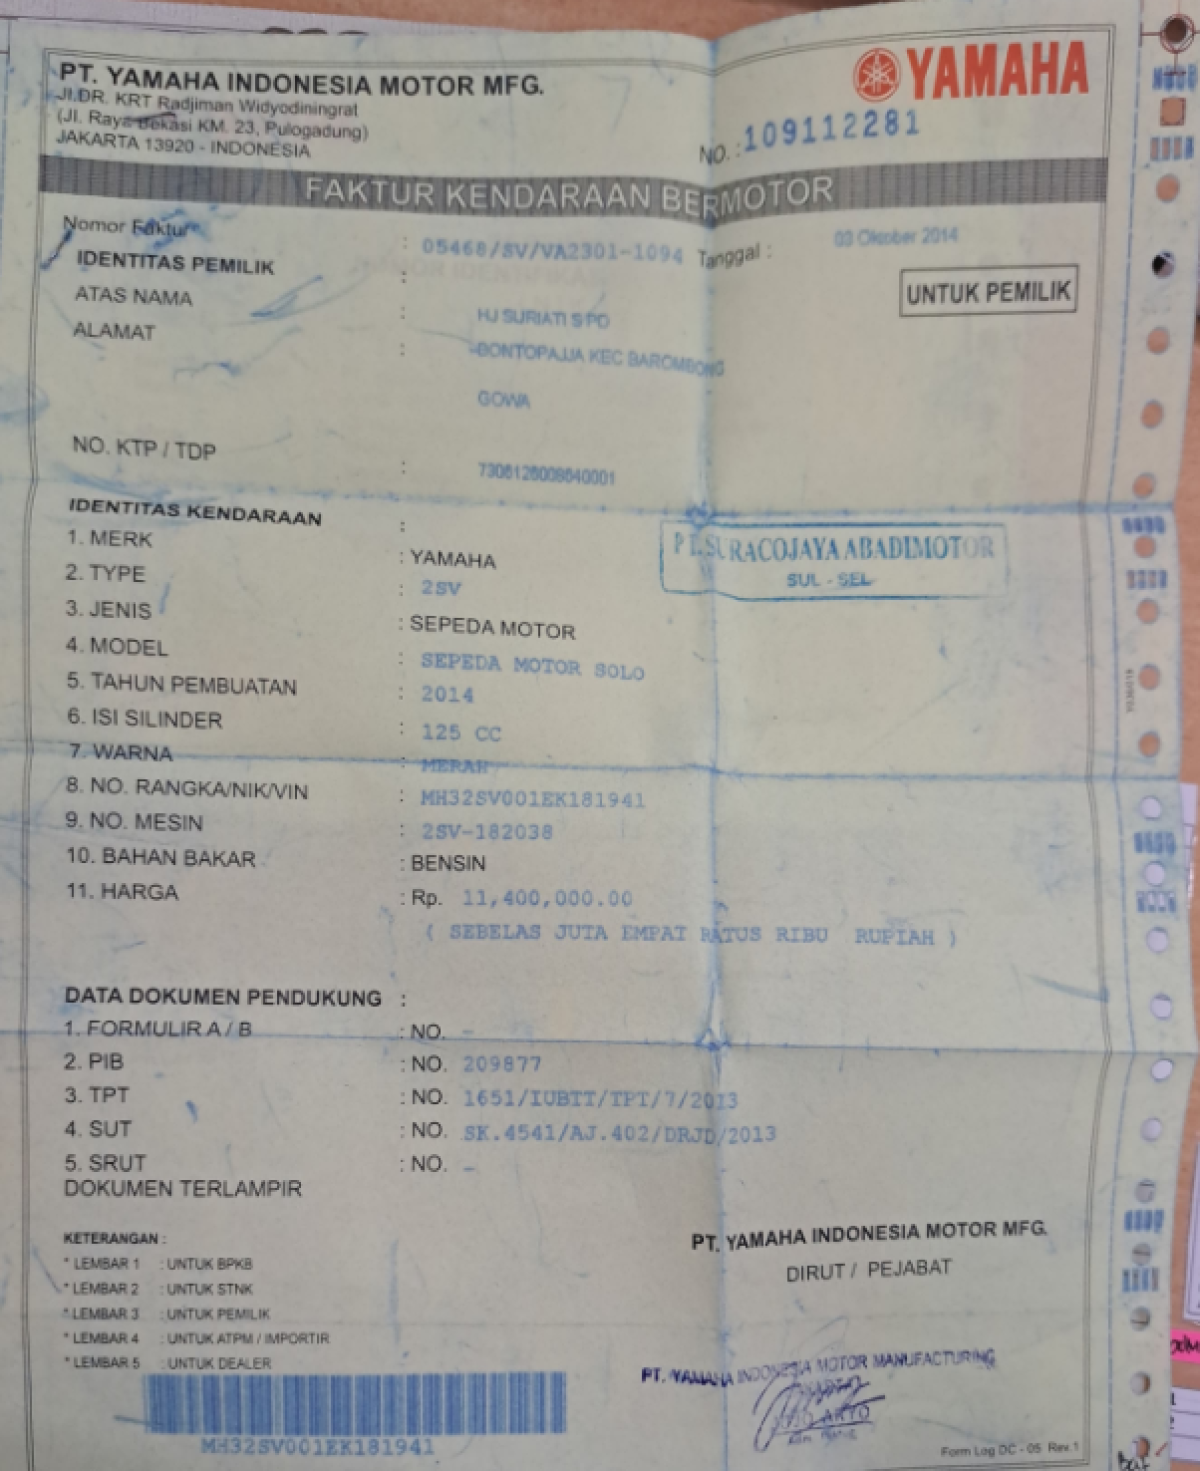 PT. YAMAHA INDONESIA MOTOR MFG.
Jl.DR. KRT Radjiman Widyodiningrat
(Jl. Raya Bekasi KM. 23, Pulogadung)
JAKARTA 13920 - INDONESIA
YAMAHA
NO. : 109112281
FAKTUR KENDARAAN BERMOTOR
Nomor Faktur : 05468/SV/VA2301-1094 Tanggal : 03 Oktober 2014
IDENTITAS PEMILIK :
UNTUK PEMILIK
ATAS NAMA : HJ SURIATI S PD
ALAMAT : -BONTOPAJJA KEC BAROMBONG
GOWA
NO. KTP / TDP :
IDENTITAS KENDARAAN :
1. MERK : YAMAHA
PT.SURACOJAYA ABADIMOTOR
SUL - SEL
2. TYPE : 2SV
3. JENIS : SEPEDA MOTOR
4. MODEL : SEPEDA MOTOR SOLO
5. TAHUN PEMBUATAN : 2014
6. ISI SILINDER : 125 CC
7. WARNA : MERAH
8. NO. RANGKA/NIK/VIN : MH32SV001EK181941
9. NO. MESIN : 2SV-182038
10. BAHAN BAKAR : BENSIN
11. HARGA : Rp. 11,400,000.00
( SEBELAS JUTA EMPAT RATUS RIBU RUPIAH )
DATA DOKUMEN PENDUKUNG :
1. FORMULIR A / B : NO. -
2. PIB : NO. 209877
3. TPT : NO. 1651/IUBTT/TPT/7/2013
4. SUT : NO. SK.4541/AJ.402/DRJD/2013
5. SRUT : NO. -
DOKUMEN TERLAMPIR
KETERANGAN :
* LEMBAR 1 : UNTUK BPKB
* LEMBAR 2 : UNTUK STNK
* LEMBAR 3 : UNTUK PEMILIK
* LEMBAR 4 : UNTUK ATPM / IMPORTIR
* LEMBAR 5 : UNTUK DEALER
MH32SV001EK181941
PT. YAMAHA INDONESIA MOTOR MFG.
DIRUT / PEJABAT
PT. YAMAHA INDONESIA MOTOR MANUFACTURING
Form Log DC - 05 Rev.1